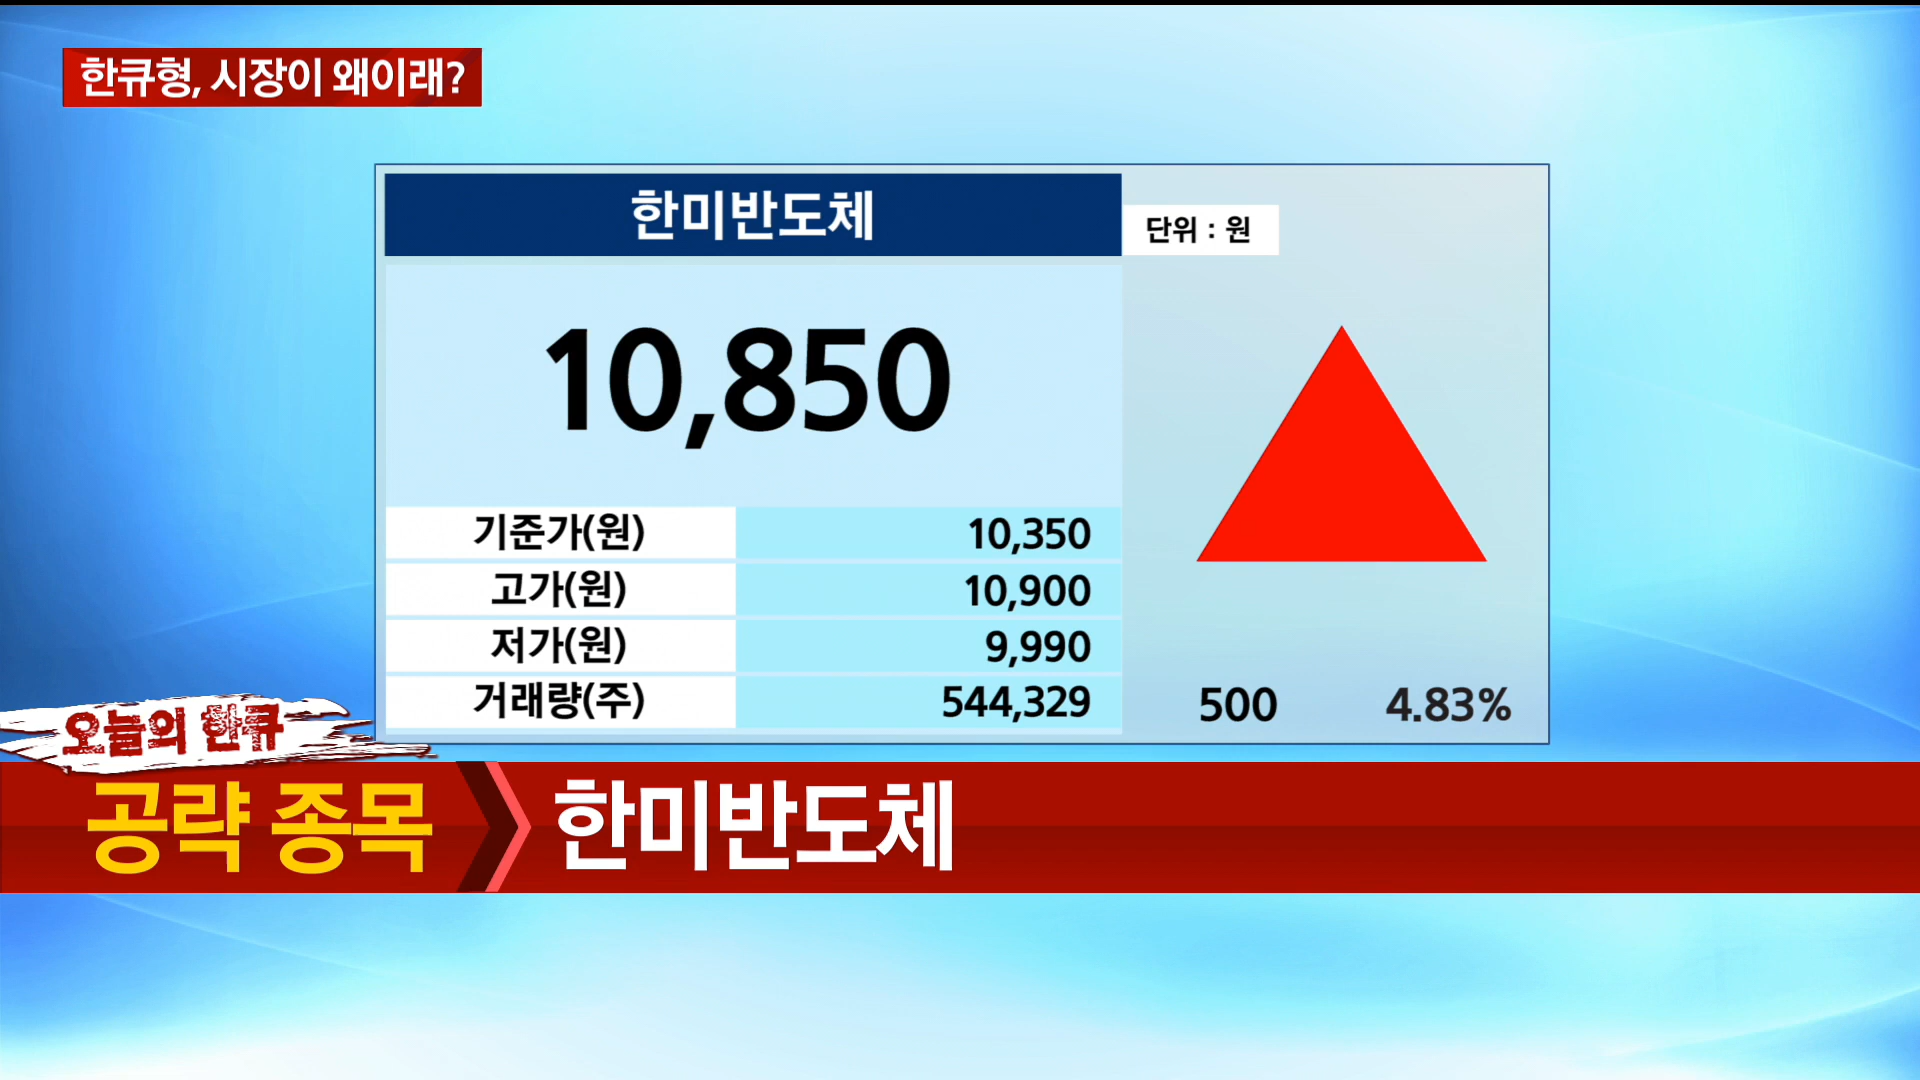 한큐형, 시장이 왜이래?
한미반도체
단위 : 원
10,850
기준가(원) 10,350
고가(원) 10,900
저가(원) 9,990
거래량(주) 544,329
500 4.83%
오늘의 한큐
공략 종목 한미반도체